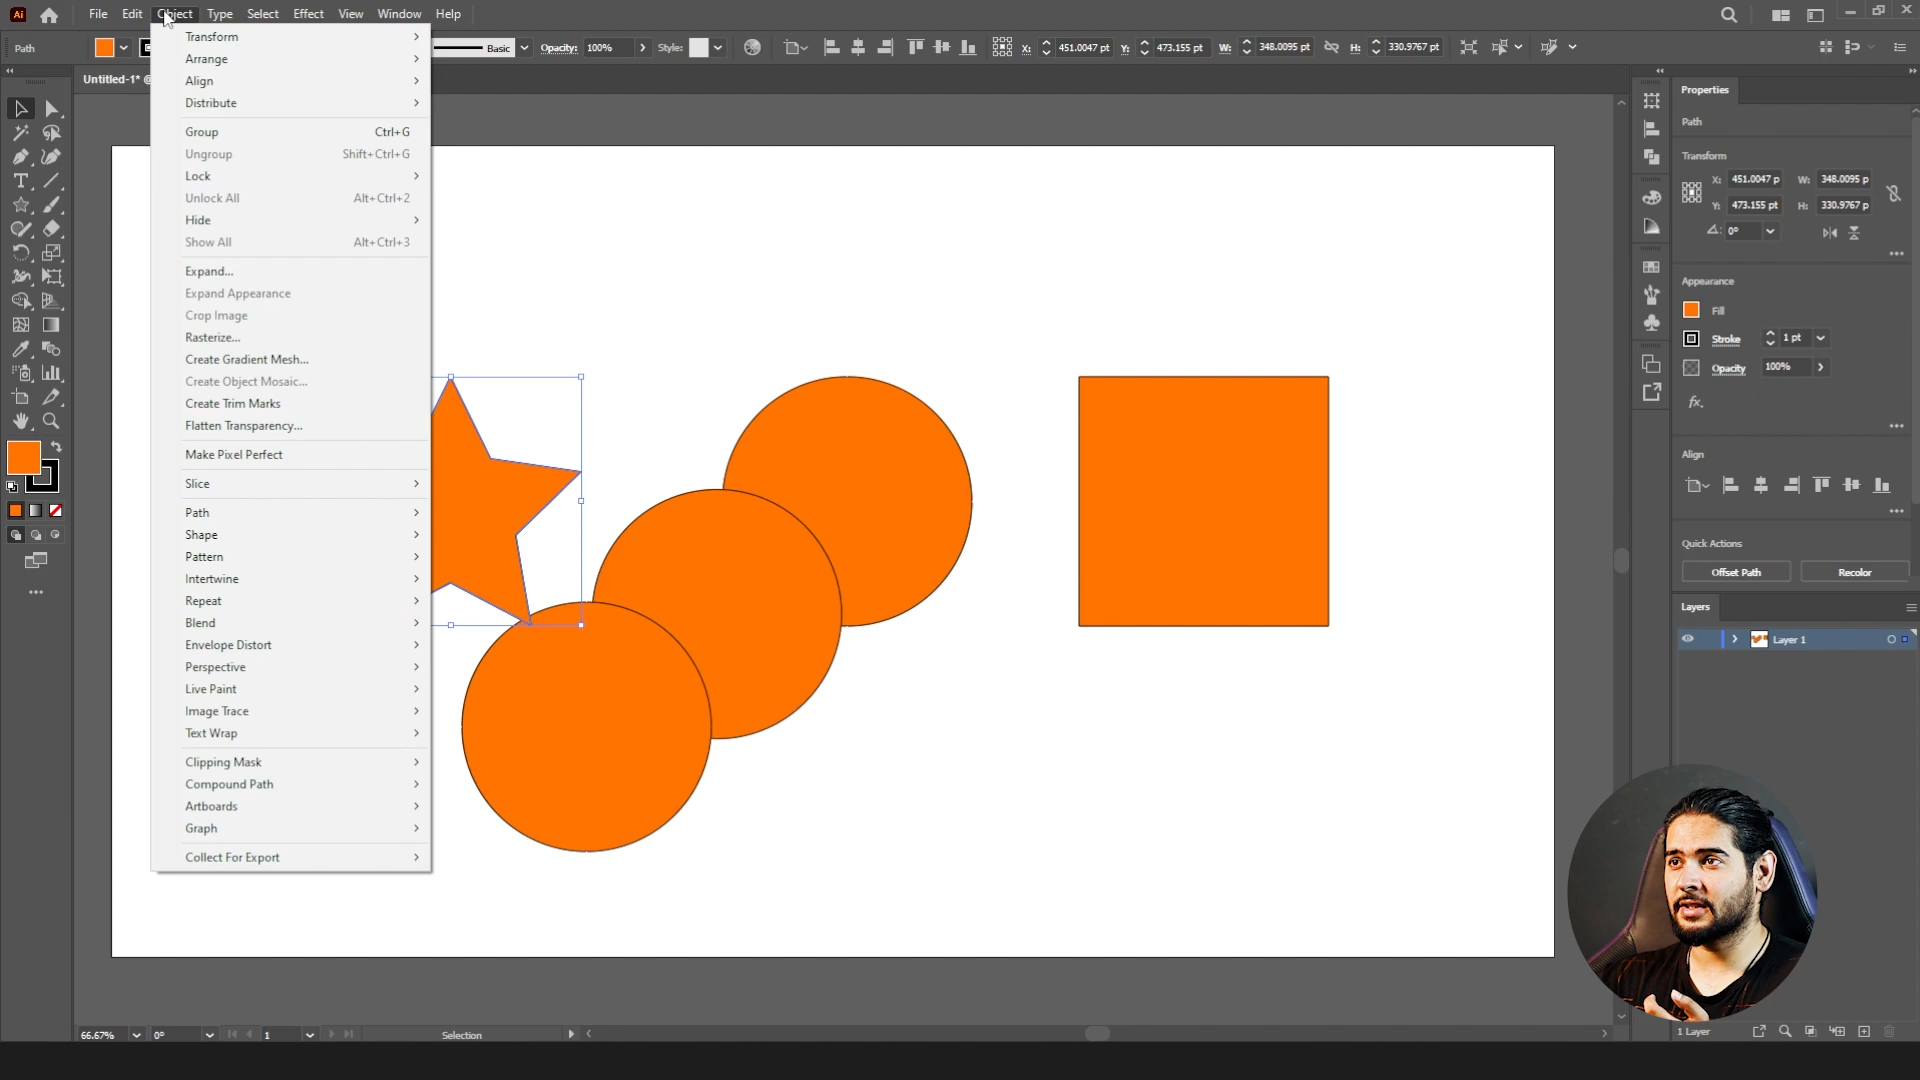 Ai File Edit Object Type Select Effect View Window Help
Path Basic Opacity: 100% Style: X: 451.0047 pt Y: 473.155 pt W: 348.0095 pt H: 330.9767 pt
Untitled-1* @
Transform
Arrange
Align
Distribute
Group Ctrl+G
Ungroup Shift+Ctrl+G
Lock
Unlock All Alt+Ctrl+2
Hide
Show All Alt+Ctrl+3
Expand...
Expand Appearance
Crop Image
Rasterize...
Create Gradient Mesh...
Create Object Mosaic...
Create Trim Marks
Flatten Transparency...
Make Pixel Perfect
Slice
Path
Shape
Pattern
Intertwine
Repeat
Blend
Envelope Distort
Perspective
Live Paint
Image Trace
Text Wrap
Clipping Mask
Compound Path
Artboards
Graph
Collect For Export
Properties
Path
Transform
X: 451.0047 p W: 348.0095 p
Y: 473.155 pt H: 330.9767 p
0°
Appearance
Fill
Stroke 1 pt
Opacity 100%
fx.
Align
Quick Actions
Offset Path Recolor
Layers
Layer 1
1 Layer
66.67% 0° 1 Selection